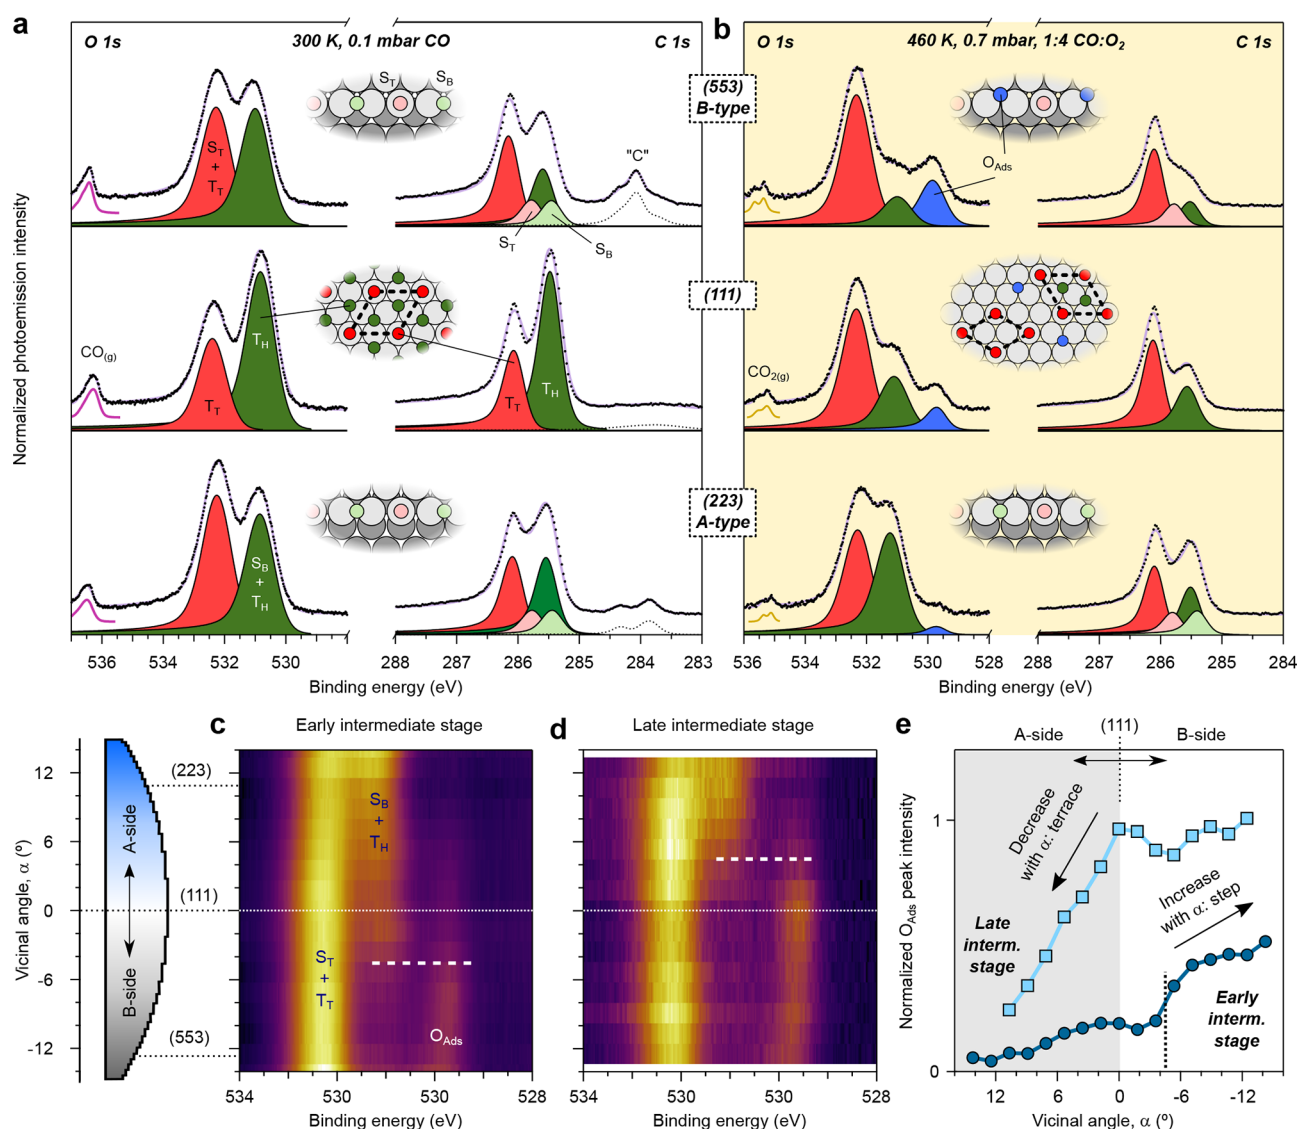 a
O 1s
300 K, 0.1 mbar CO
C 1s
b
O 1s
460 K, 0.7 mbar, 1:4 CO:O2
C 1s
Normalized photoemission intensity
ST
SB
ST
+
TT
"C"
ST
SB
(553)
B-type
OAds
CO(g)
TH
TT
TT
TH
(111)
CO2(g)
SB
+
TH
(223)
A-type
536
532
530
288
287
286
285
284
283
536
532
530
528
288
287
286
285
284
Binding energy (eV)
Binding energy (eV)
Binding energy (eV)
Binding energy (eV)
Vicinal angle, α (º)
12
6
0
-6
-12
A-side
B-side
(223)
(111)
(553)
c
Early intermediate stage
SB
+
TH
ST
+
TT
OAds
534
530
528
Binding energy (eV)
d
Late intermediate stage
534
530
528
Binding energy (eV)
e
A-side
(111)
B-side
Normalized OAds peak intensity
1
0
Decrease
with α: terrace
Increase
with α: step
Late
interm.
stage
Early
interm.
stage
12
6
0
-6
-12
Vicinal angle, α (º)